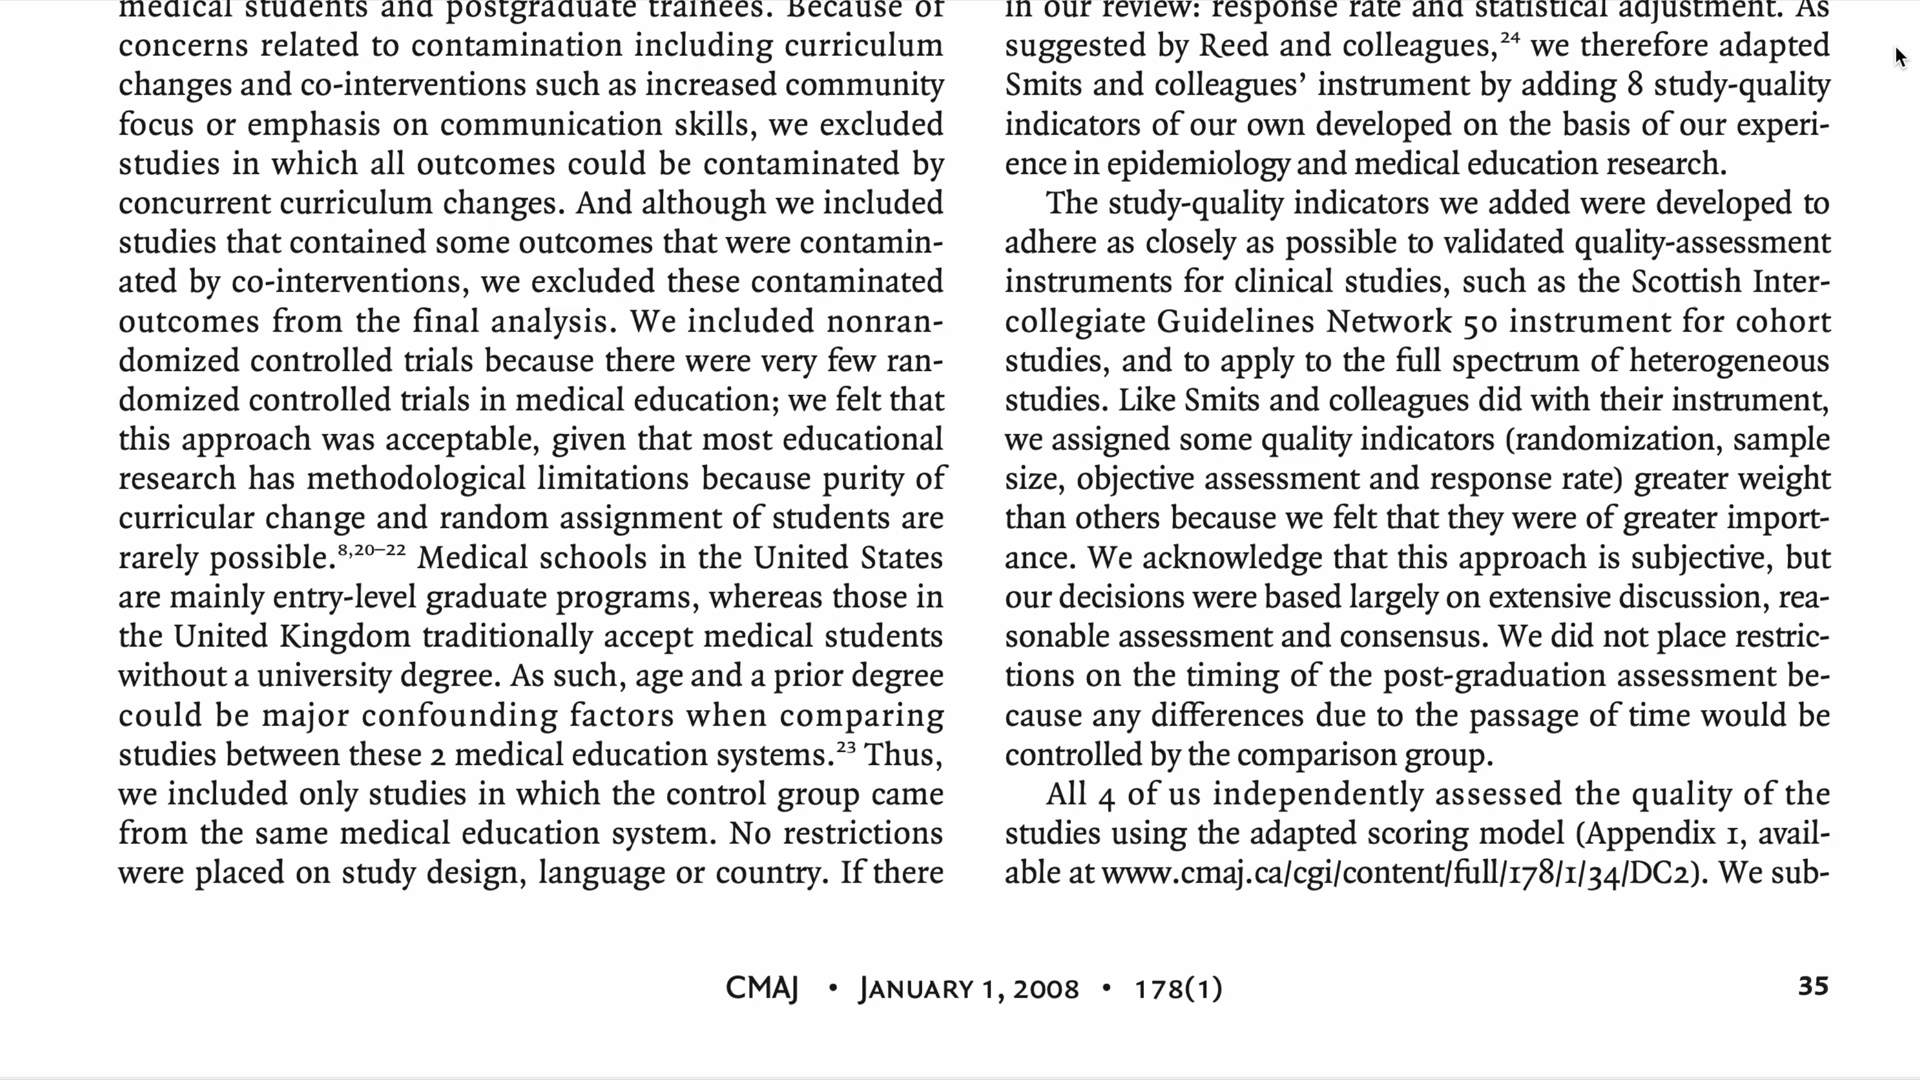 medical students and postgraduate trainees. Because of
concerns related to contamination including curriculum
changes and co-interventions such as increased community
focus or emphasis on communication skills, we excluded
studies in which all outcomes could be contaminated by
concurrent curriculum changes. And although we included
studies that contained some outcomes that were contamin-
ated by co-interventions, we excluded these contaminated
outcomes from the final analysis. We included nonran-
domized controlled trials because there were very few ran-
domized controlled trials in medical education; we felt that
this approach was acceptable, given that most educational
research has methodological limitations because purity of
curricular change and random assignment of students are
rarely possible.8,20–22 Medical schools in the United States
are mainly entry-level graduate programs, whereas those in
the United Kingdom traditionally accept medical students
without a university degree. As such, age and a prior degree
could be major confounding factors when comparing
studies between these 2 medical education systems.23 Thus,
we included only studies in which the control group came
from the same medical education system. No restrictions
were placed on study design, language or country. If there
in our review: response rate and statistical adjustment. As
suggested by Reed and colleagues,24 we therefore adapted
Smits and colleagues’ instrument by adding 8 study-quality
indicators of our own developed on the basis of our experi-
ence in epidemiology and medical education research.
The study-quality indicators we added were developed to
adhere as closely as possible to validated quality-assessment
instruments for clinical studies, such as the Scottish Inter-
collegiate Guidelines Network 50 instrument for cohort
studies, and to apply to the full spectrum of heterogeneous
studies. Like Smits and colleagues did with their instrument,
we assigned some quality indicators (randomization, sample
size, objective assessment and response rate) greater weight
than others because we felt that they were of greater import-
ance. We acknowledge that this approach is subjective, but
our decisions were based largely on extensive discussion, rea-
sonable assessment and consensus. We did not place restric-
tions on the timing of the post-graduation assessment be-
cause any differences due to the passage of time would be
controlled by the comparison group.
All 4 of us independently assessed the quality of the
studies using the adapted scoring model (Appendix 1, avail-
able at www.cmaj.ca/cgi/content/full/178/1/34/DC2). We sub-
CMAJ • JANUARY 1, 2008 • 178(1)
35